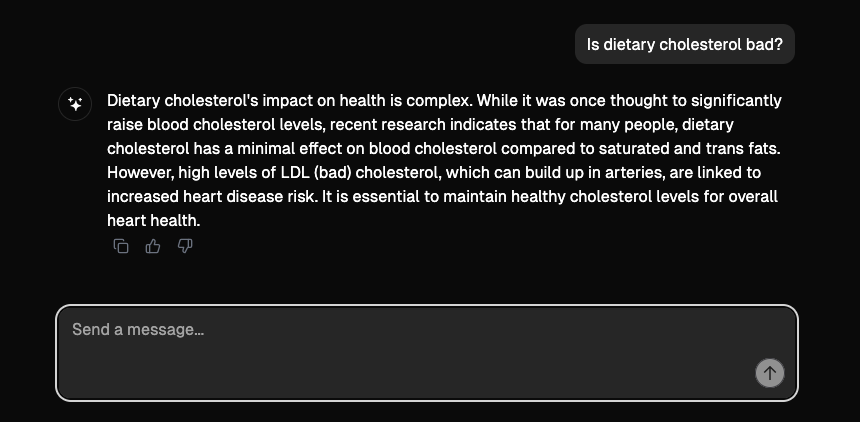 Is dietary cholesterol bad?
Dietary cholesterol's impact on health is complex. While it was once thought to significantly
raise blood cholesterol levels, recent research indicates that for many people, dietary
cholesterol has a minimal effect on blood cholesterol compared to saturated and trans fats.
However, high levels of LDL (bad) cholesterol, which can build up in arteries, are linked to
increased heart disease risk. It is essential to maintain healthy cholesterol levels for overall
heart health.
Send a message...